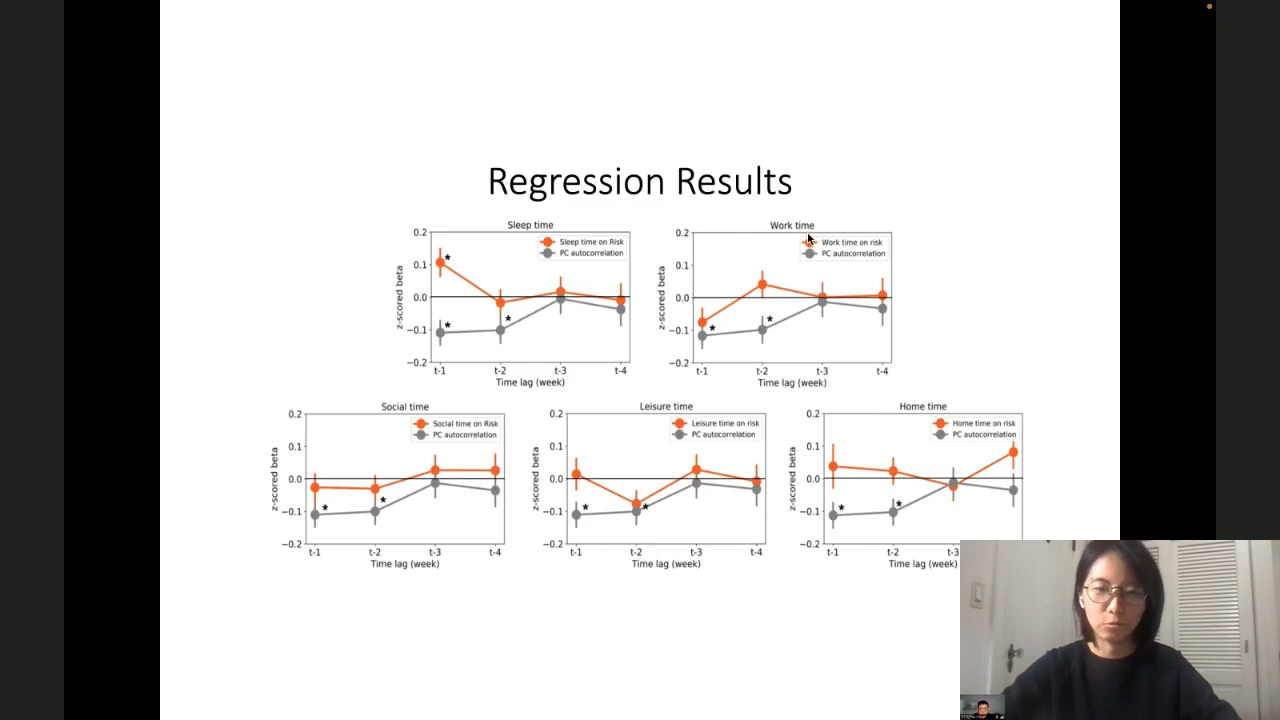 Regression Results
Sleep time
0.2
0.1
0.0
−0.1
−0.2
z-scored beta
Sleep time on Risk
PC autocorrelation
*
*
*
t-1 t-2 t-3 t-4
Time lag (week)
Work time
0.2
0.1
0.0
−0.1
−0.2
z-scored beta
Work time on risk
PC autocorrelation
*
*
t-1 t-2 t-3 t-4
Time lag (week)
Social time
0.2
0.1
0.0
−0.1
−0.2
z-scored beta
Social time on Risk
PC autocorrelation
*
*
t-1 t-2 t-3 t-4
Time lag (week)
Leisure time
0.2
0.1
0.0
−0.1
−0.2
z-scored beta
Leisure time on risk
PC autocorrelation
*
*
t-1 t-2 t-3 t-4
Time lag (week)
Home time
0.2
0.1
0.0
−0.1
−0.2
z-scored beta
Home time on risk
PC autocorrelation
*
*
t-1 t-2 t-3
Time lag (week)